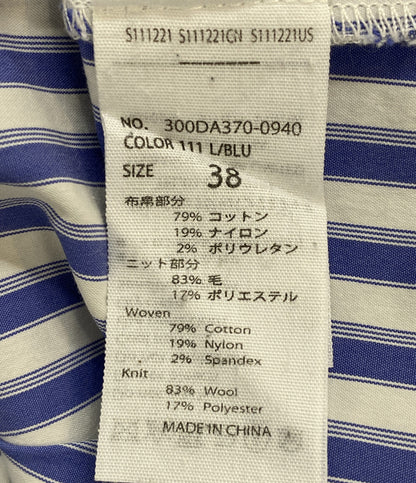 S111221 S111221CN S111221US
NO. 300DA370-0940
COLOR 111 L/BLU
SIZE 38
布帛部分
79% コットン
19% ナイロン
2% ポリウレタン
ニット部分
83% 毛
17% ポリエステル
Woven
79% Cotton
19% Nylon
2% Spandex
Knit
83% Wool
17% Polyester
MADE IN CHINA